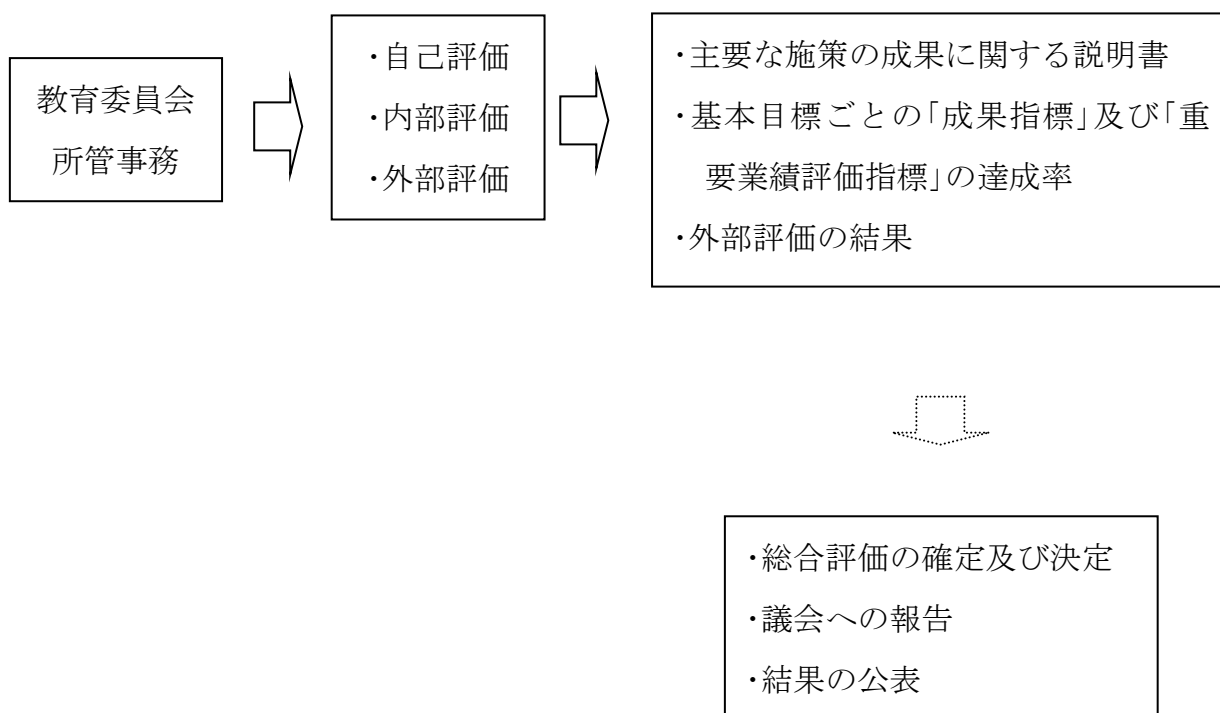 教育委員会
所管事務
・自己評価
・内部評価
・外部評価
・主要な施策の成果に関する説明書
・基本目標ごとの「成果指標」及び「重
要業績評価指標」の達成率
・外部評価の結果
・総合評価の確定及び決定
・議会への報告
・結果の公表